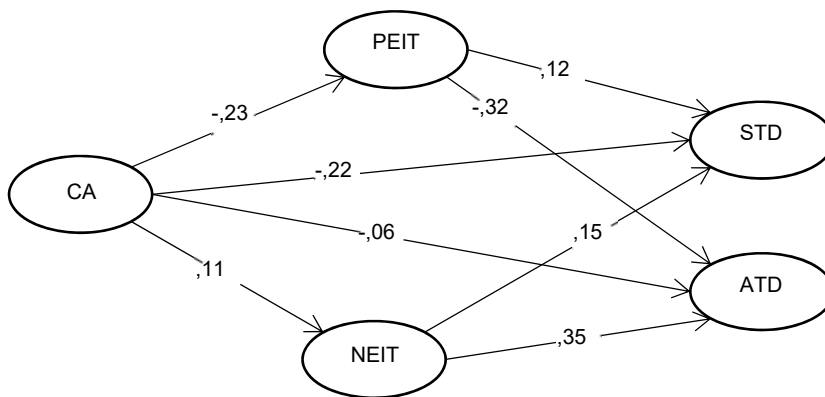 PEIT
,12
-,23
-,32
STD
-,22
CA
-,06
,15
,11
ATD
NEIT
,35